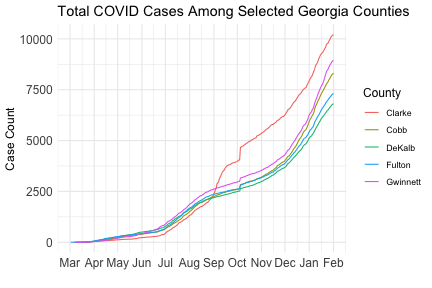 Total COVID Cases Among Selected Georgia Counties
Case Count
10000
7500
5000
2500
0
Mar Apr May Jun Jul Aug Sep Oct Nov Dec Jan Feb
County
Clarke
Cobb
DeKalb
Fulton
Gwinnett